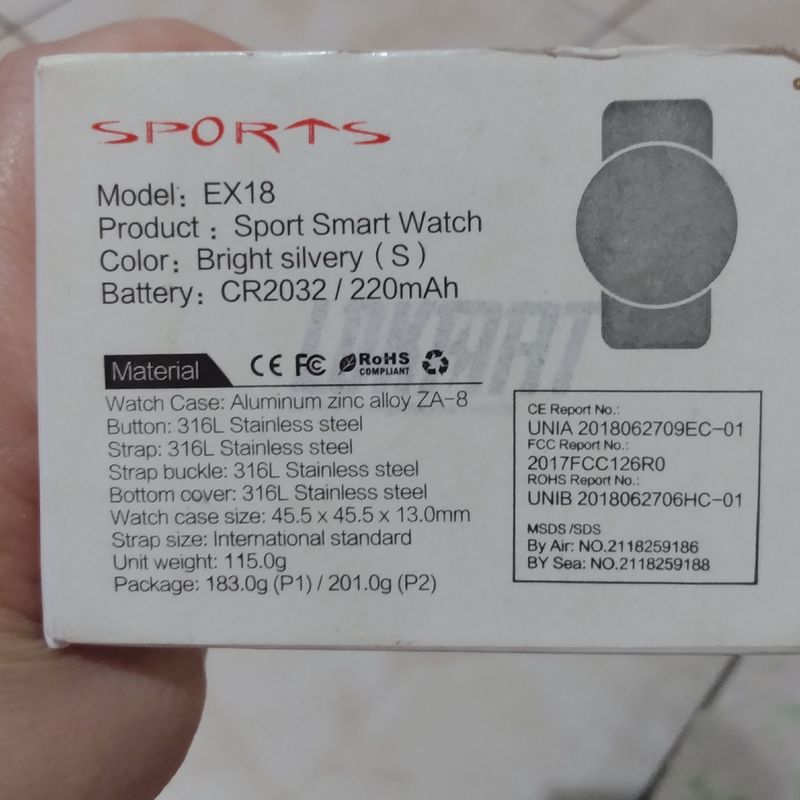 SPORTS
Model: EX18
Product : Sport Smart Watch
Color: Bright silvery ( S )
Battery: CR2032 / 220mAh
LOKMAT
Material CE FC RoHS
COMPLIANT
Watch Case: Aluminum zinc alloy ZA-8
Button: 316L Stainless steel
Strap: 316L Stainless steel
Strap buckle: 316L Stainless steel
Bottom cover: 316L Stainless steel
Watch case size: 45.5 x 45.5 x 13.0mm
Strap size: International standard
Unit weight: 115.0g
Package: 183.0g (P1) / 201.0g (P2)
CE Report No.:
UNIA 2018062709EC-01
FCC Report No.:
2017FCC126R0
ROHS Report No.:
UNIB 2018062706HC-01
MSDS /SDS
By Air: NO.2118259186
BY Sea: NO.2118259188